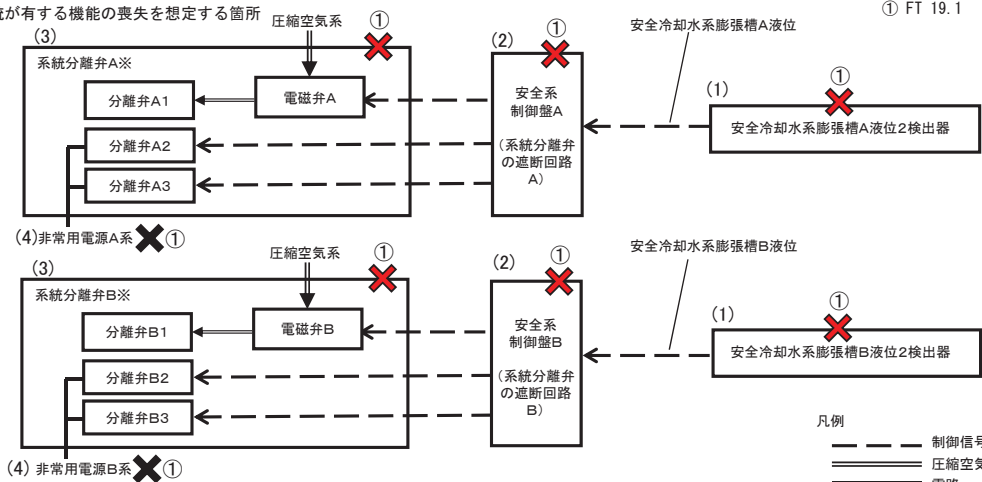 が有する機能の喪失を想定する箇所
① FT 19.1
(3)
圧縮空気系
①
系統分離弁A※
分離弁A1
電磁弁A
分離弁A2
分離弁A3
(4)非常用電源A系
①
(2)
①
安全系
制御盤A
(系統分離弁
の遮断回路
A)
安全冷却水系膨張槽A液位
(1)
①
安全冷却水系膨張槽A液位2検出器
(3)
圧縮空気系
①
系統分離弁B※
分離弁B1
電磁弁B
分離弁B2
分離弁B3
(4) 非常用電源B系
①
(2)
①
安全系
制御盤B
(系統分離弁
の遮断回路
B)
安全冷却水系膨張槽B液位
(1)
①
安全冷却水系膨張槽B液位2検出器
凡例
制御信号
圧縮空気